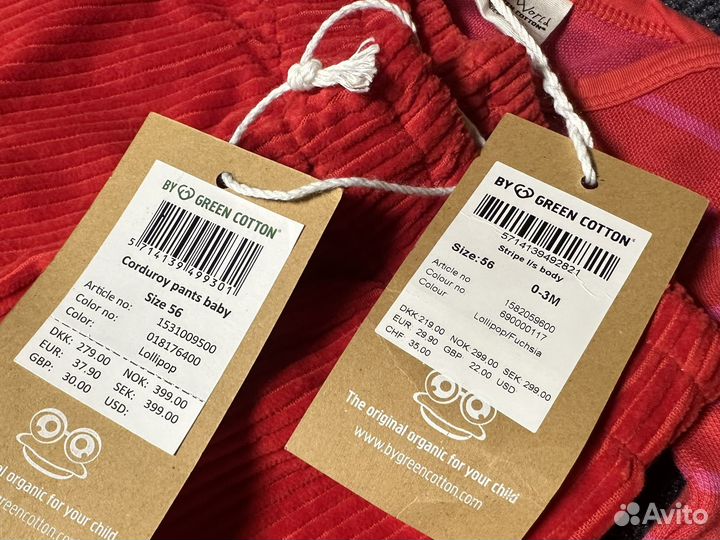 World
COTTON
BY GREEN COTTON®
5714139499301
Corduroy pants baby
Size 56
Article no: 1531009500
Color no: 018176400
Color: Lollipop
DKK: 279.00 NOK: 399.00
EUR: 37,90 SEK: 399.00
GBP: 30.00 USD:
original organic for your child
greencotton.com
BY GREEN COTTON®
5714139492821
Stripe l/s body
Size:56 0-3M
Article no 1582059600
Colour no 690000117
Colour Lollipop/Fuchsia
DKK 219.00 NOK: 299.00 SEK: 299.00
EUR 29.90 GBP 22.00 USD
CHF 35,00
The original organic for your child
www.bygreencotton.com
Avito